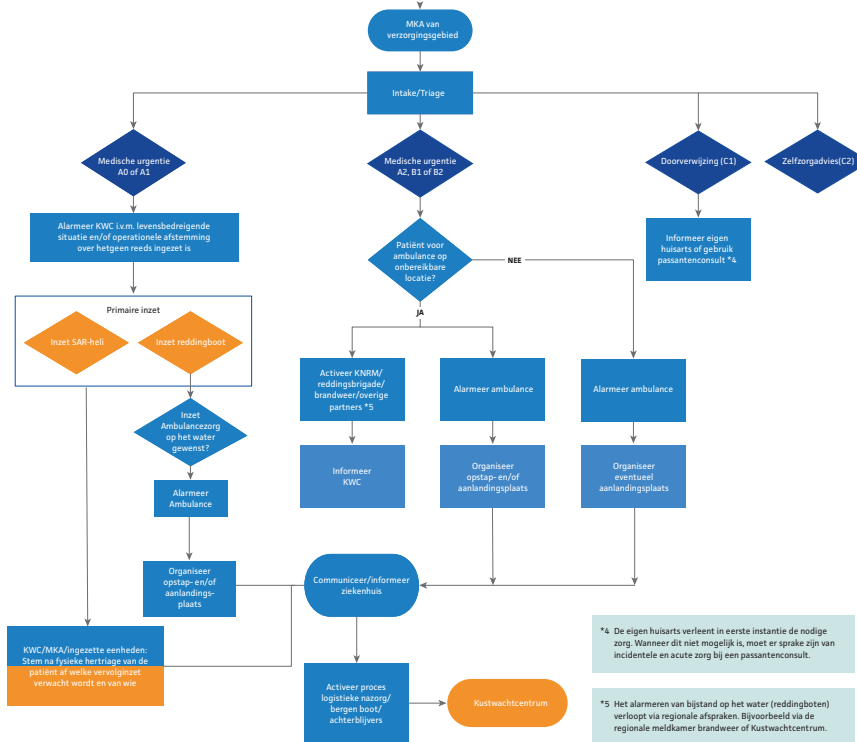 MKA van
verzorgingsgebied
Intake/Triage
Medische urgentie
A0 of A1
Medische urgentie
A2, B1 of B2
Doorverwijzing (C1)
Zelfzorgadvies(C2)
Alarmeer KWC i.v.m. levensbedreigende
situatie en/of operationele afstemming
over hetgeen reeds ingezet is
Patiënt voor
ambulance op
onbereikbare
locatie?
NEE
JA
Informeer eigen
huisarts of gebruik
passantenconsult *4
Primaire inzet
Inzet SAR-heli
Inzet reddingboot
Activeer KNRM/
reddingsbrigade/
brandweer/overige
partners *5
Alarmeer ambulance
Alarmeer ambulance
Inzet
Ambulancezorg
op het water
gewenst?
Informeer
KWC
Organiseer
opstap- en/of
aanlandingsplaats
Organiseer
eventueel
aanlandingsplaats
Alarmeer
Ambulance
Organiseer
opstap- en/of
aanlandings-
plaats
Communiceer/informeer
ziekenhuis
KWC/MKA/ingezette eenheden:
Stem na fysieke hertriage van de
patiënt af welke vervolginzet
verwacht wordt en van wie
Activeer proces
logistieke nazorg/
bergen boot/
achterblijvers
Kustwachtcentrum
*4 De eigen huisarts verleent in eerste instantie de nodige
zorg. Wanneer dit niet mogelijk is, moet er sprake zijn van
incidentele en acute zorg bij een passantenconsult.
*5 Het alarmeren van bijstand op het water (reddingboten)
verloopt via regionale afspraken. Bijvoorbeeld via de
regionale meldkamer brandweer of Kustwachtcentrum.